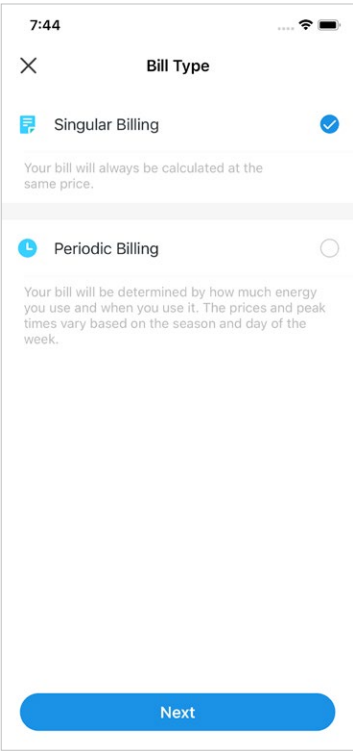 7:44
Bill Type
Singular Billing
Your bill will always be calculated at the
same price.
Periodic Billing
Your bill will be determined by how much energy
you use and when you use it. The prices and peak
times vary based on the season and day of the
week.
Next